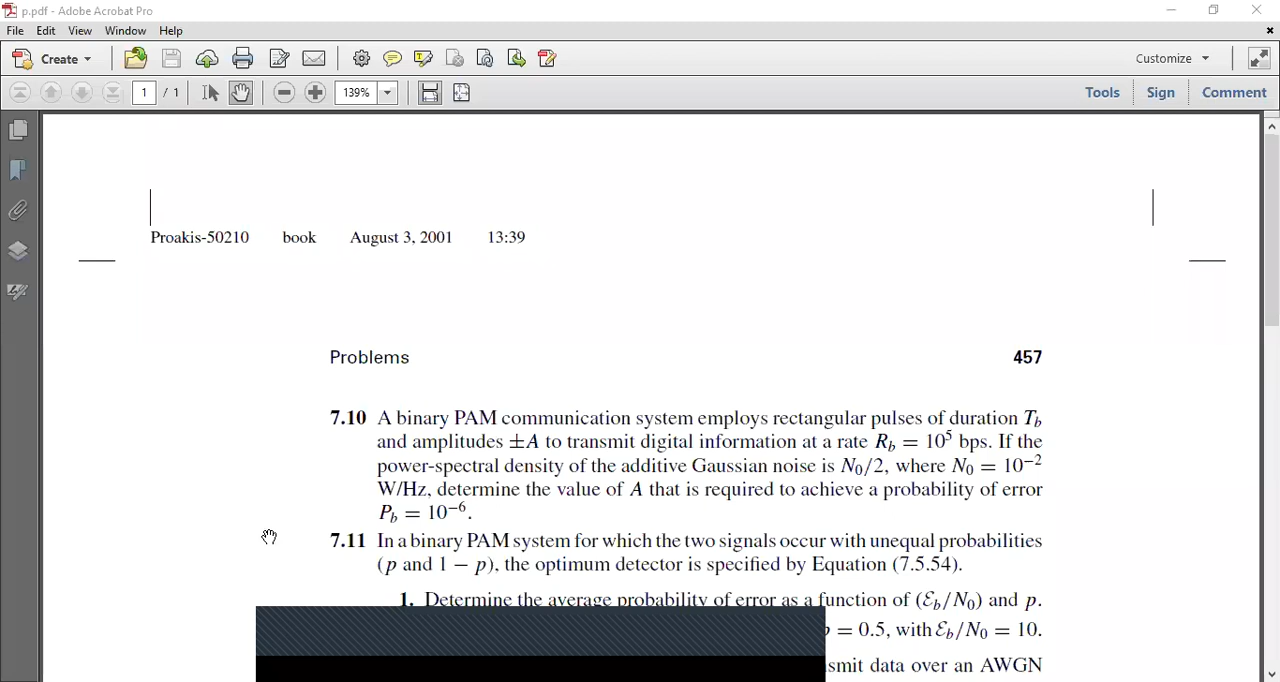 p.pdf - Adobe Acrobat Pro
File Edit View Window Help
Create Customize
1 / 1 139% Tools Sign Comment
Proakis-50210 book August 3, 2001 13:39
Problems 457
7.10 A binary PAM communication system employs rectangular pulses of duration T_b
and amplitudes ±A to transmit digital information at a rate R_b = 10^5 bps. If the
power-spectral density of the additive Gaussian noise is N_0/2, where N_0 = 10^−2
W/Hz, determine the value of A that is required to achieve a probability of error
P_b = 10^−6.
7.11 In a binary PAM system for which the two signals occur with unequal probabilities
(p and 1 − p), the optimum detector is specified by Equation (7.5.54).
1. Determine the average probability of error as a function of (ℰ_b/N_0) and p.
= 0.5, with ℰ_b/N_0 = 10.
data over an AWGN